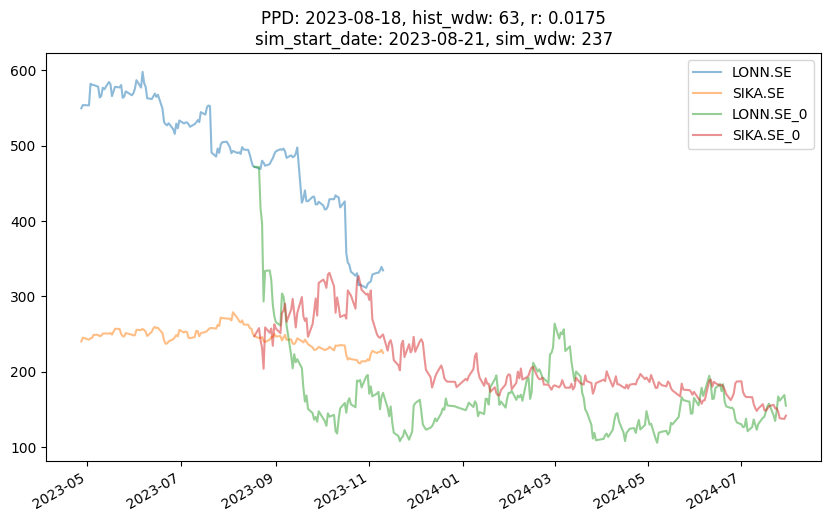 PPD: 2023-08-18, hist_wdw: 63, r: 0.0175
sim_start_date: 2023-08-21, sim_wdw: 237
LONN.SE
SIKA.SE
LONN.SE_0
SIKA.SE_0
600
500
400
300
200
100
2023-05
2023-07
2023-09
2023-11
2024-01
2024-03
2024-05
2024-07